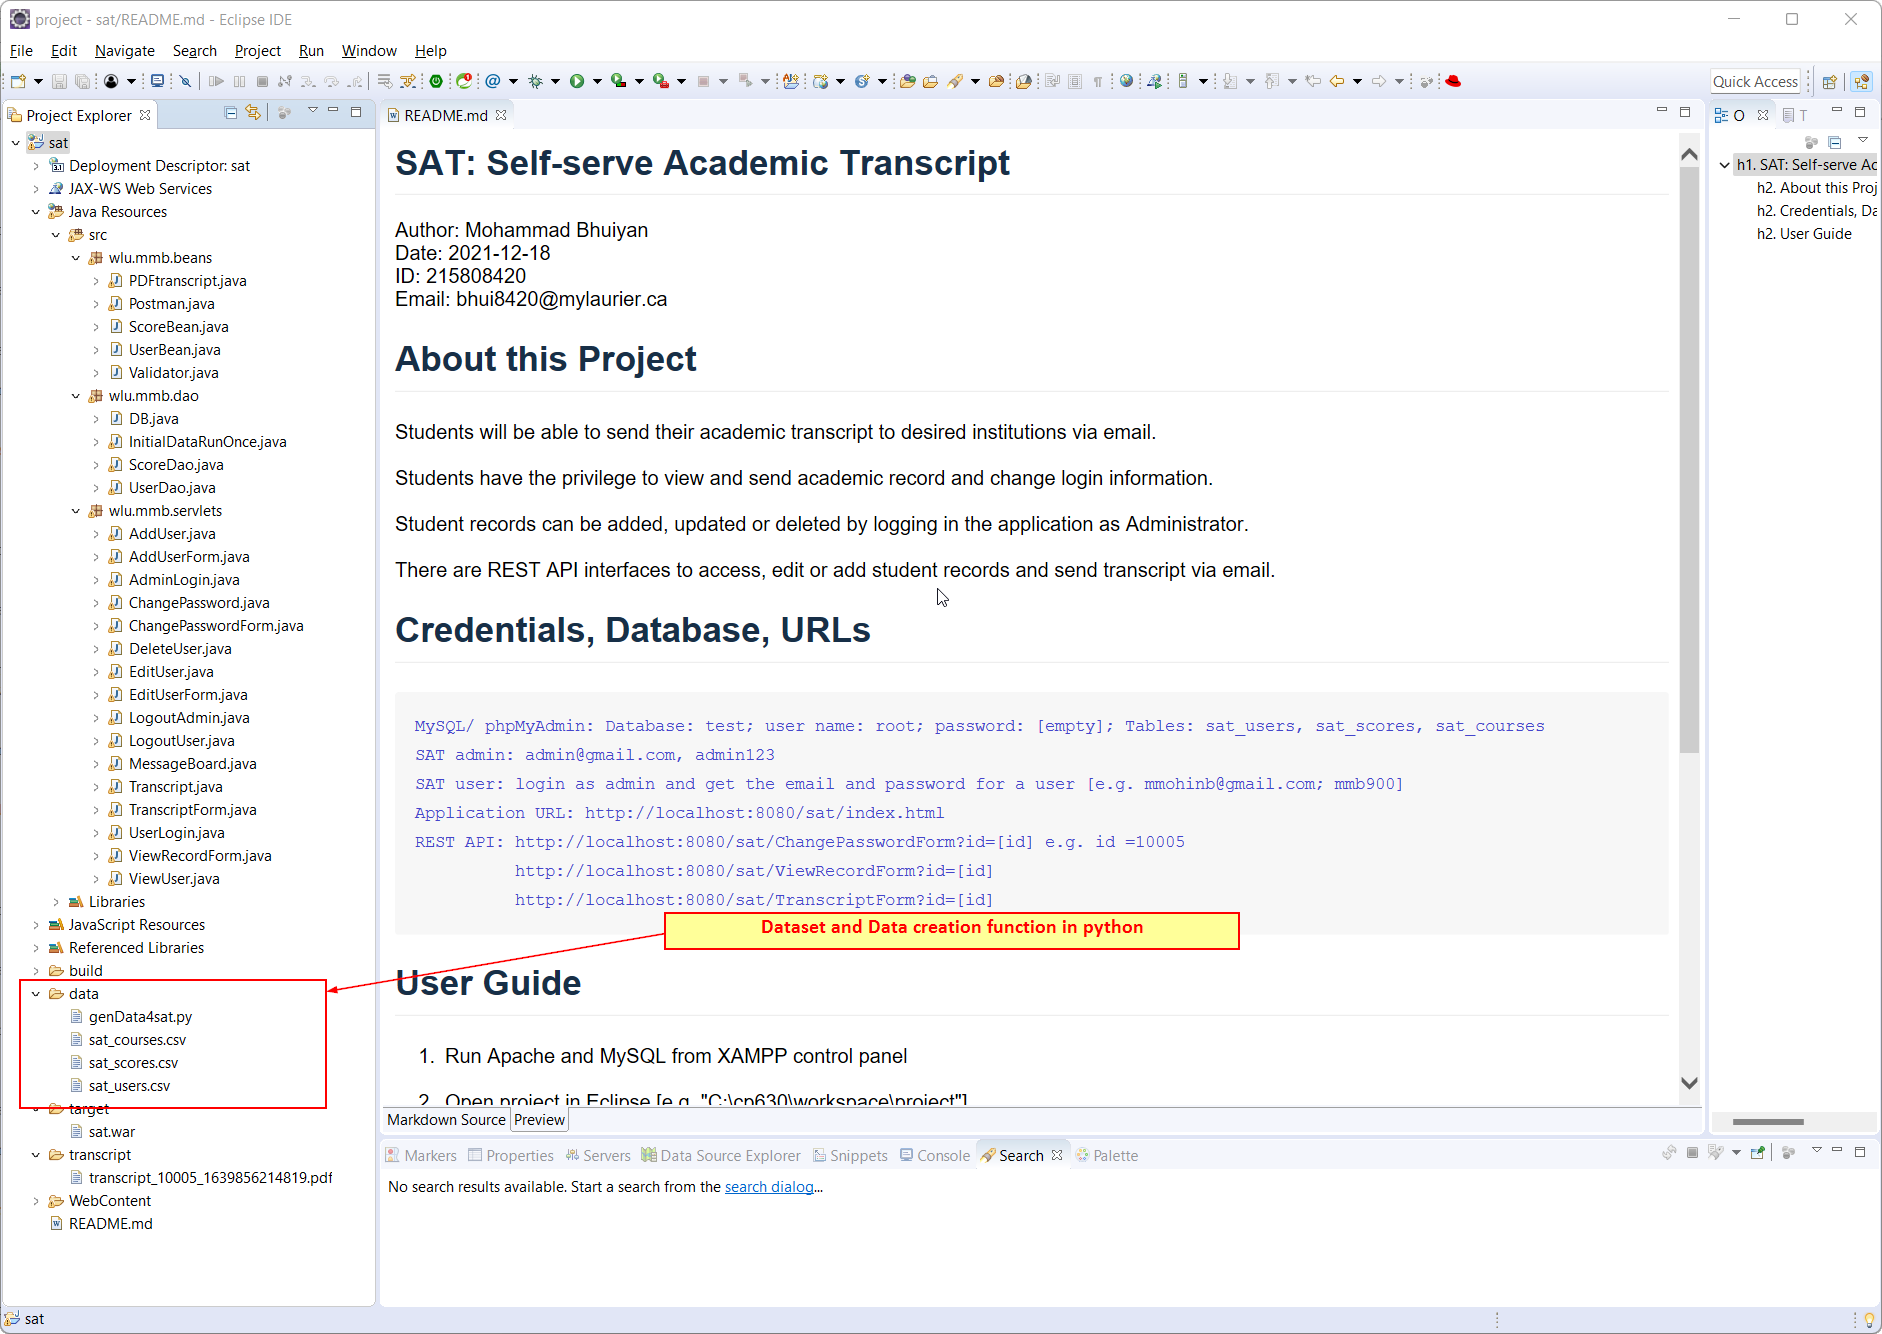 project - sat/README.md - Eclipse IDE
File Edit Navigate Search Project Run Window Help
Quick Access
Project Explorer
sat
Deployment Descriptor: sat
JAX-WS Web Services
Java Resources
src
wlu.mmb.beans
PDFtranscript.java
Postman.java
ScoreBean.java
UserBean.java
Validator.java
wlu.mmb.dao
DB.java
InitialDataRunOnce.java
ScoreDao.java
UserDao.java
wlu.mmb.servlets
AddUser.java
AddUserForm.java
AdminLogin.java
ChangePassword.java
ChangePasswordForm.java
DeleteUser.java
EditUser.java
EditUserForm.java
LogoutAdmin.java
LogoutUser.java
MessageBoard.java
Transcript.java
TranscriptForm.java
UserLogin.java
ViewRecordForm.java
ViewUser.java
Libraries
JavaScript Resources
Referenced Libraries
build
data
genData4sat.py
sat_courses.csv
sat_scores.csv
sat_users.csv
target
sat.war
transcript
transcript_10005_1639856214819.pdf
WebContent
README.md
README.md
SAT: Self-serve Academic Transcript
Author: Mohammad Bhuiyan
Date: 2021-12-18
ID: 215808420
Email: bhui8420@mylaurier.ca
About this Project
Students will be able to send their academic transcript to desired institutions via email.
Students have the privilege to view and send academic record and change login information.
Student records can be added, updated or deleted by logging in the application as Administrator.
There are REST API interfaces to access, edit or add student records and send transcript via email.
Credentials, Database, URLs
MySQL/ phpMyAdmin: Database: test; user name: root; password: [empty]; Tables: sat_users, sat_scores, sat_courses
SAT admin: admin@gmail.com, admin123
SAT user: login as admin and get the email and password for a user [e.g. mmohinb@gmail.com; mmb900]
Application URL: http://localhost:8080/sat/index.html
REST API: http://localhost:8080/sat/ChangePasswordForm?id=[id] e.g. id =10005
http://localhost:8080/sat/ViewRecordForm?id=[id]
http://localhost:8080/sat/TranscriptForm?id=[id]
Dataset and Data creation function in python
User Guide
1. Run Apache and MySQL from XAMPP control panel
2. Open project in Eclipse [e.g. "C:\cp630\workspace\project"]
Markdown Source Preview
O T
h1. SAT: Self-serve Ac
h2. About this Proj
h2. Credentials, Da
h2. User Guide
Markers Properties Servers Data Source Explorer Snippets Console Search Palette
No search results available. Start a search from the search dialog...
sat